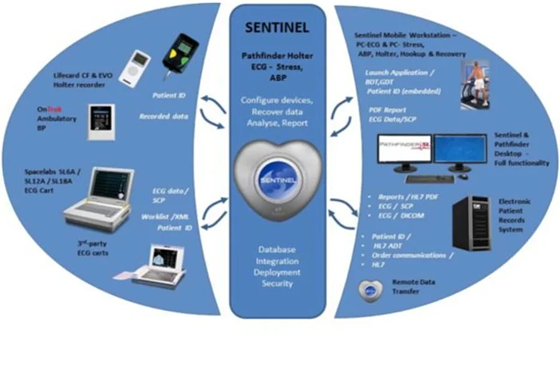 Lifecard CF & EVO
Holter recorder
Patient ID
OnTrak
Ambulatory
BP
Recorded data
Spacelabs SL6A /
SL12A / SL18A
ECG Cart
ECG data/
SCP
Worklist /XML
Patient ID
3rd-party
ECG carts
SENTINEL
Pathfinder Holter
ECG - Stress,
ABP
Configure devices,
Recover data
Analyse, Report
SENTINEL
Database
Integration
Deployment
Security
Sentinel Mobile Workstation –
PC-ECG & PC- Stress,
ABP, Holter, Hookup & Recovery
Launch Application /
BDT,GDT
Patient ID (embedded)
PDF Report
ECG Data/SCP
PATHFINDERSL
Sentinel &
Pathfinder
Desktop –
Full functionality
• Reports / HL7 PDF
• ECG / SCP
• ECG / DICOM
Electronic
Patient
Records
System
• Patient ID /
• HL7 ADT
• Order communications /
• HL7
SENTINEL
Remote Data
Transfer